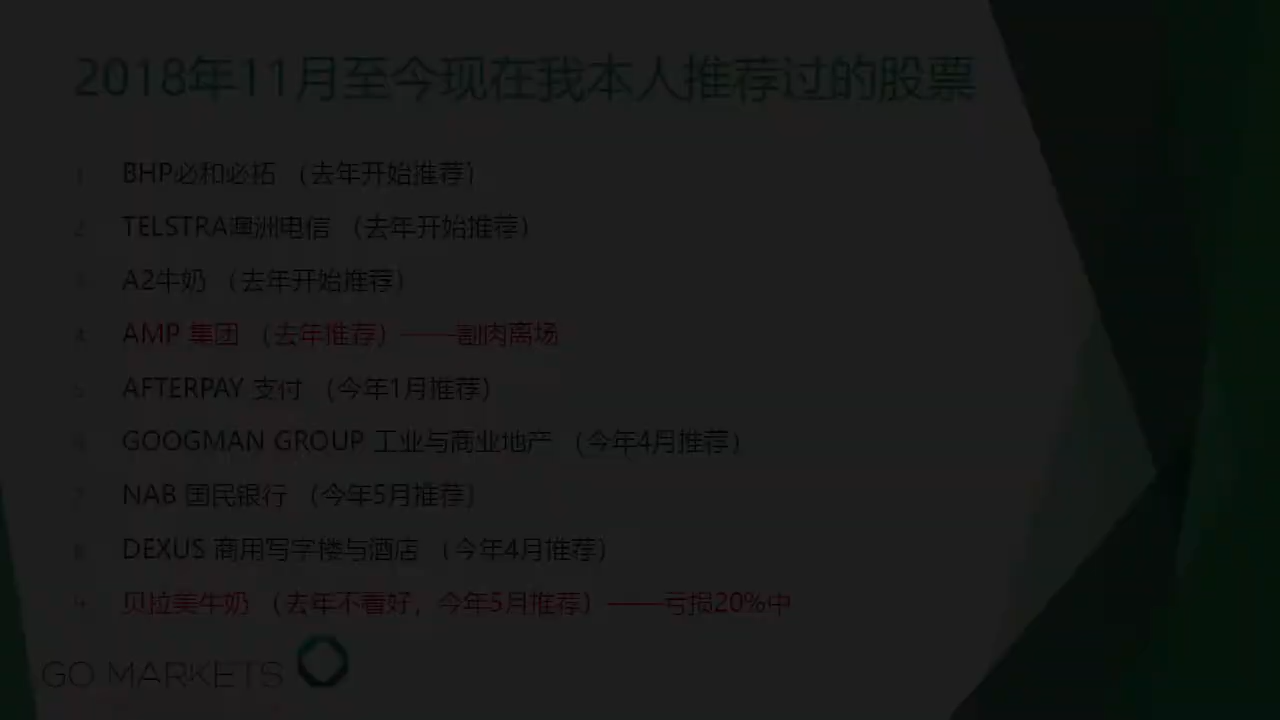 2018年11月至今现在我本人推荐过的股票
1. BHP必和必拓 （去年开始推荐）
2. TELSTRA澳洲电信 （去年开始推荐）
3. A2牛奶 （去年开始推荐）
4. AMP 集团 （去年推荐）——割肉离场
5. AFTERPAY 支付 （今年1月推荐）
6. GOOGMAN GROUP 工业与商业地产 （今年4月推荐）
7. NAB 国民银行 （今年5月推荐）
8. DEXUS 商用写字楼与酒店 （今年4月推荐）
9. 贝拉美牛奶 （去年不看好，今年5月推荐）——亏损20%中
GO MARKETS